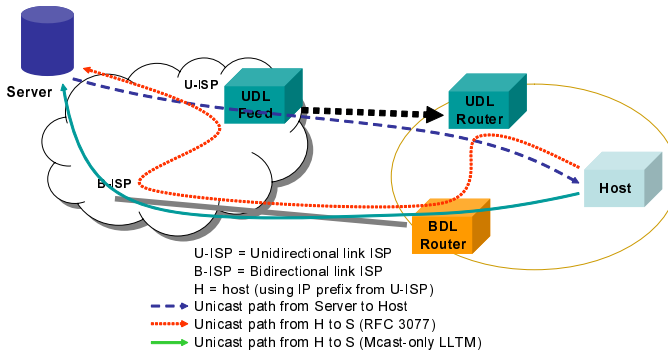 Server
U-ISP
UDL
Feed
UDL
Router
B-ISP
Host
BDL
Router
U-ISP = Unidirectional link ISP
B-ISP = Bidirectional link ISP
H = host (using IP prefix from U-ISP)
Unicast path from Server to Host
Unicast path from H to S (RFC 3077)
Unicast path from H to S (Mcast-only LLTM)